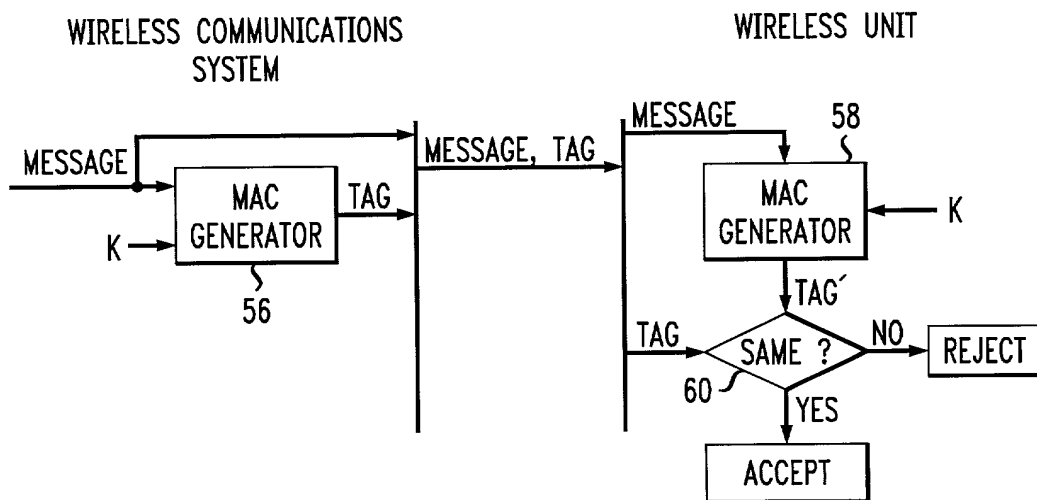 WIRELESS COMMUNICATIONS
SYSTEM
WIRELESS UNIT
MESSAGE
MAC
GENERATOR
K
TAG
56
MESSAGE, TAG
MESSAGE
58
MAC
GENERATOR
K
TAG´
TAG
SAME ?
60
NO
REJECT
YES
ACCEPT